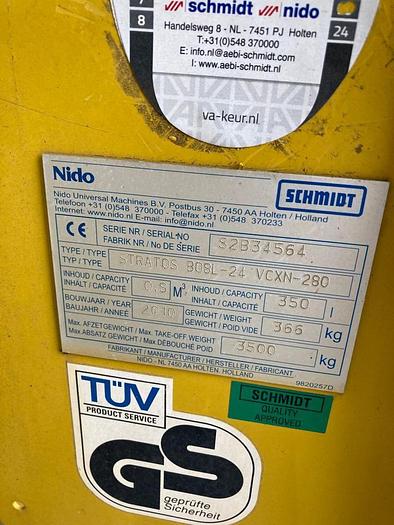 7
8
24
schmidt nido
Handelsweg 8 - NL - 7451 PJ Holten
T:+31(0)548 370000
E: info.nl@aebi-schmidt.com
I: www.aebi-schmidt.nl
va-keur.nl
Nido
SCHMIDT
Nido Universal Machines B.V. Postbus 30 - 7450 AA Holten / Holland
Telefoon +31 (0)548 370000 - Telefax +31 (0)548 370233
Internet: www.nido.nl E-mail: info@nido.nl
CE
SERIE NR / SERIAL-NO
FABRIK NR / No DE SERIE
S2B34564
TYPE / TYPE
TYP / TYPE
STRATOS B08L-24 VCXN-280
INHOUD / CAPACITY
INHALT / CAPACITÉ
0,8 M³
INHOUD / CAPACITY
INHALT / CAPACITÉ
350 l
BOUWJAAR / YEAR
BAUJAHR / ANNÉE
2010
GEWICHT / WEIGHT
GEWICHT / POID VIDE
366 kg
Max. AFZETGEWICHT / Max. TAKE-OFF. WEIGHT
Max. ABSATZ GEWICHT / Max. DÉBOUCHÉ POID
3500 kg
FABRIKANT / MANUFACTURER / HERSTELLER / FABRICANT
NIDO - NL 7450 AA HOLTEN. HOLLAND
9820257D
TÜV
PRODUCT SERVICE
GS
geprüfte
Sicherheit
SCHMIDT
QUALITY
APPROVED